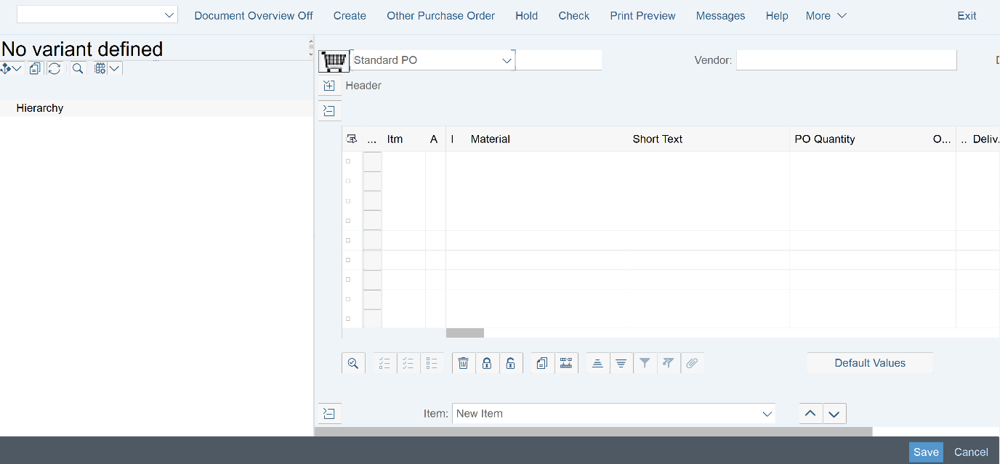 Document Overview Off Create Other Purchase Order Hold Check Print Preview Messages Help More Exit
No variant defined
Standard PO Vendor:
Header
Hierarchy
... Itm A I Material Short Text PO Quantity O... .. Deliv.
Default Values
Item: New Item
Save Cancel